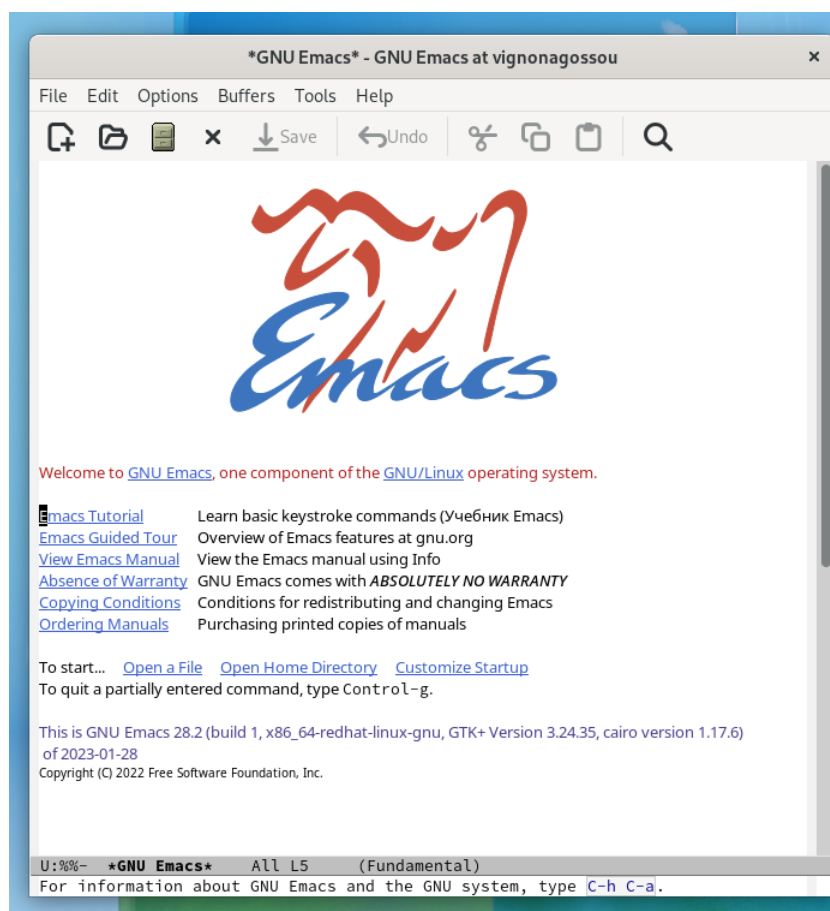 *GNU Emacs* - GNU Emacs at vignonagossou ×
File Edit Options Buffers Tools Help
Save Undo
Emacs
Welcome to GNU Emacs, one component of the GNU/Linux operating system.
Emacs Tutorial Learn basic keystroke commands (Учебник Emacs)
Emacs Guided Tour Overview of Emacs features at gnu.org
View Emacs Manual View the Emacs manual using Info
Absence of Warranty GNU Emacs comes with ABSOLUTELY NO WARRANTY
Copying Conditions Conditions for redistributing and changing Emacs
Ordering Manuals Purchasing printed copies of manuals
To start... Open a File Open Home Directory Customize Startup
To quit a partially entered command, type Control-g.
This is GNU Emacs 28.2 (build 1, x86_64-redhat-linux-gnu, GTK+ Version 3.24.35, cairo version 1.17.6)
of 2023-01-28
Copyright (C) 2022 Free Software Foundation, Inc.
U:%%- *GNU Emacs* All L5 (Fundamental)
For information about GNU Emacs and the GNU system, type C-h C-a.